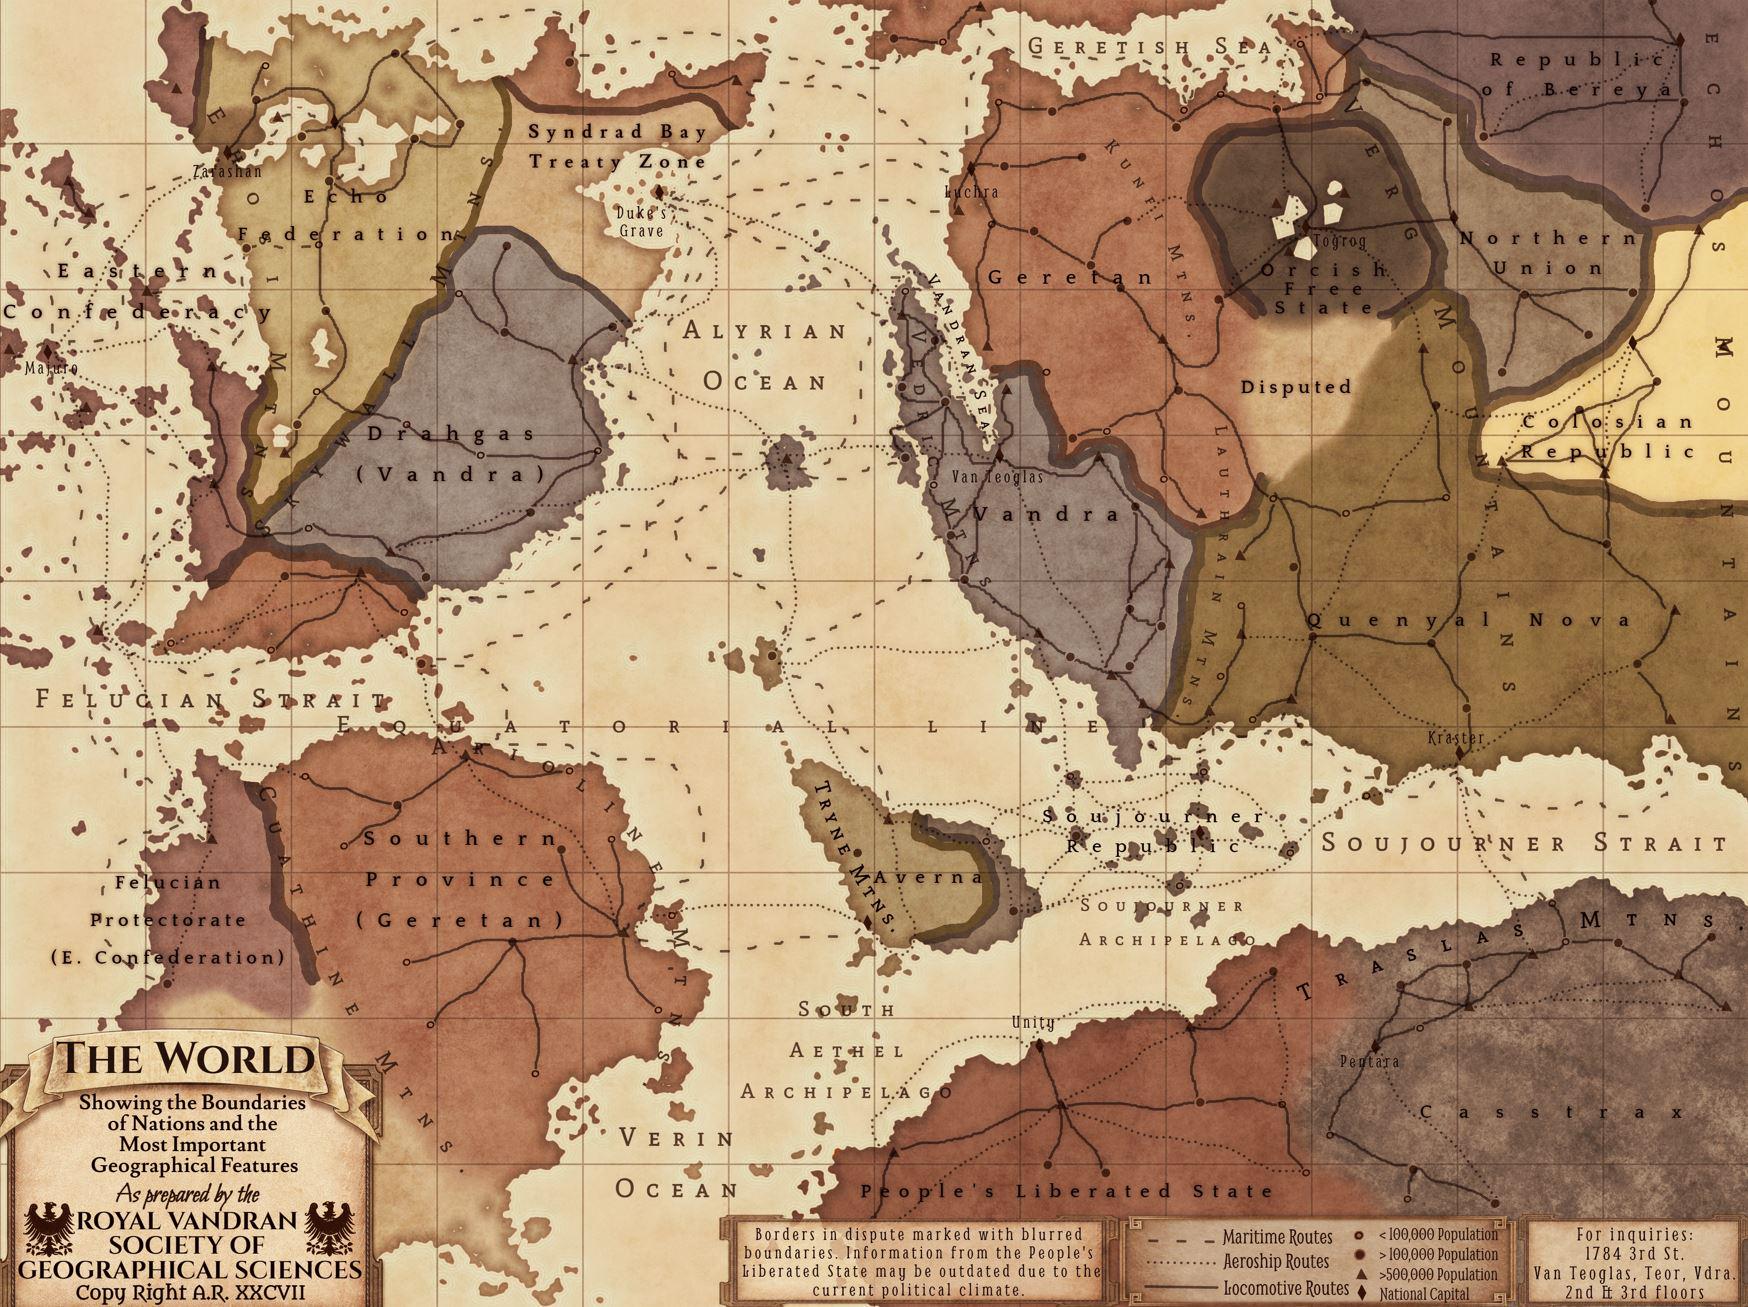 GERETISH SEA
Republic
of Bereya
ECHOS
Syndrad Bay
Treaty Zone
Zarashan
Echo
Federation
ECHOSIM MTNS
Duke's
Grave
Luchra
KUNFI MTNS.
VERG MOUNTAINS
Togrog
Orcish
Free
State
Northern
Union
Geretan
Eastern
Confederacy
Majuro
SKYWALL MTNS
ALYRIAN
OCEAN
VANDRAN SEA
VEDRIC MTNS
Disputed
MOUNTAINS
Colosian
Republic
Drahgas
(Vandra)
Van Teoglas
Vandra
LAUTHRAIN MTNS.
Quenyal Nova
FELUCIAN STRAIT
EQUATORIAL LINE
Kraster
ARIOLINE MTNS
CUATHINE MTNS.
TRYNE MTNS.
Southern
Province
(Geretan)
Averna
Soujourner
Republic
SOUJOURNER STRAIT
Felucian
Protectorate
(E. Confederation)
SOUJOURNER
ARCHIPELAGO
TRASLAS MTNS.
SOUTH
AETHEL
ARCHIPELAGO
Unity
Pentara
Casstrax
VERIN
OCEAN
People's Liberated State
THE WORLD
Showing the Boundaries
of Nations and the
Most Important
Geographical Features
As prepared by the
ROYAL VANDRAN
SOCIETY OF
GEOGRAPHICAL SCIENCES
Copy Right A.R. XXCVII
Borders in dispute marked with blurred
boundaries. Information from the People's
Liberated State may be outdated due to the
current political climate.
Maritime Routes
Aeroship Routes
Locomotive Routes
<100,000 Population
>100,000 Population
>500,000 Population
National Capital
For inquiries:
1784 3rd St.
Van Teoglas, Teor, Vdra.
2nd & 3rd floors